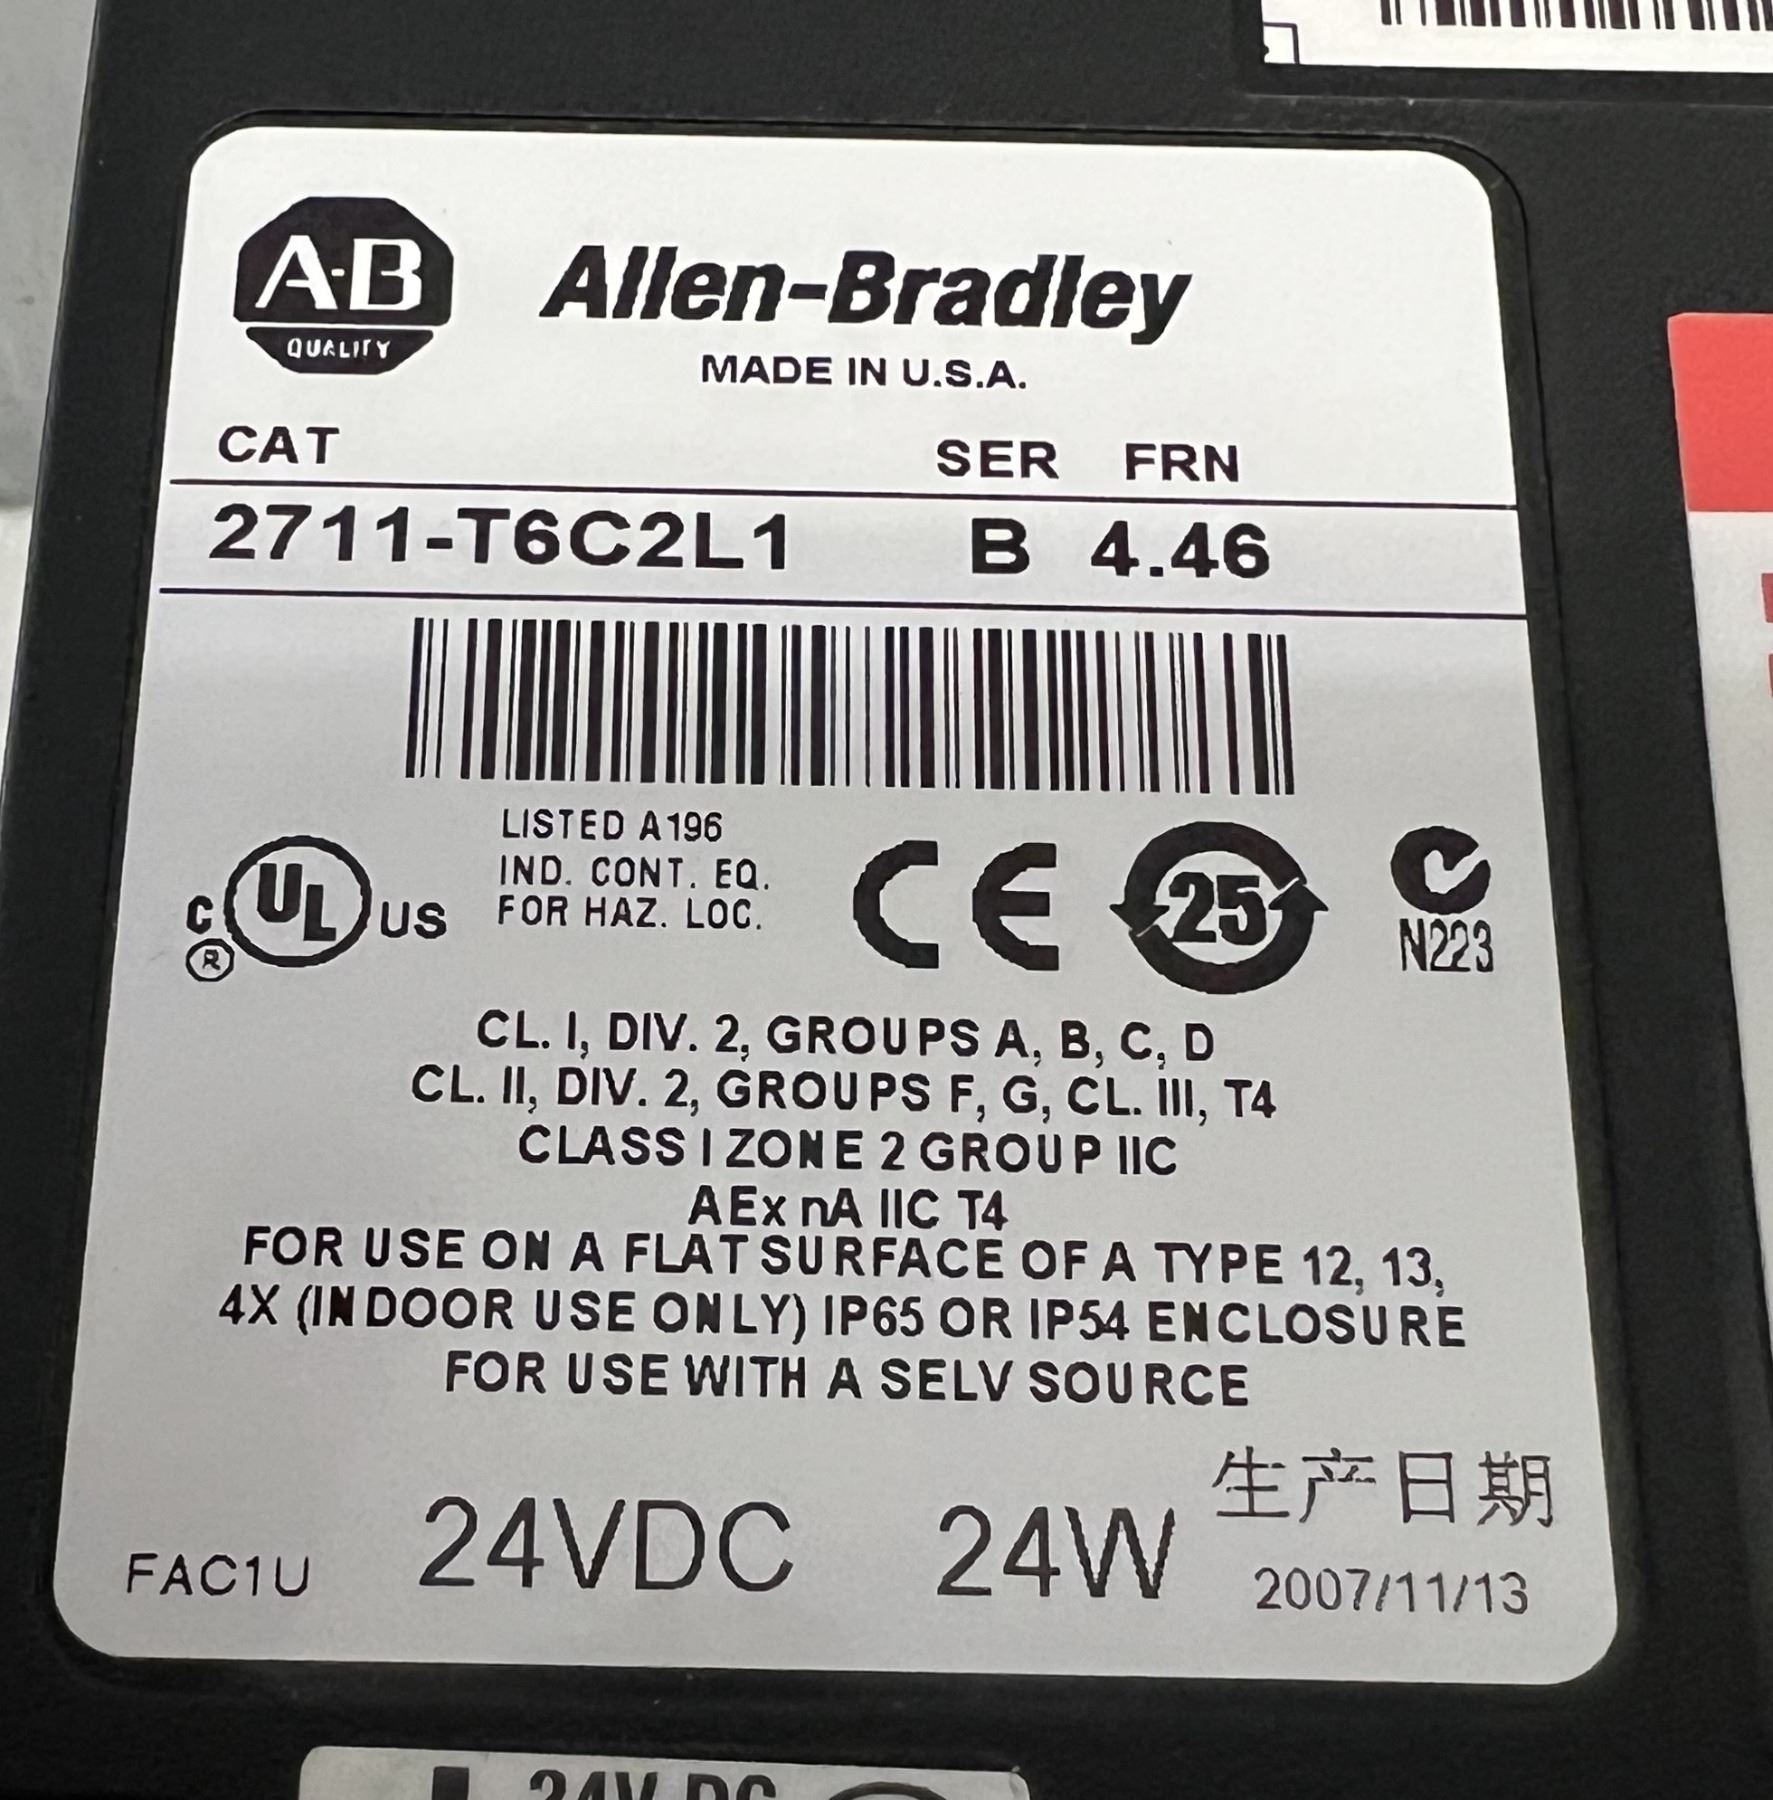 A-B
QUALITY
Allen-Bradley
MADE IN U.S.A.
CAT SER FRN
2711-T6C2L1 B 4.46
LISTED A196
IND. CONT. EQ.
FOR HAZ. LOC.
C UL US
®
CE
25
N223
CL. I, DIV. 2, GROUPS A, B, C, D
CL. II, DIV. 2, GROUPS F, G, CL. III, T4
CLASS I ZONE 2 GROUP IIC
AEx nA IIC T4
FOR USE ON A FLAT SURFACE OF A TYPE 12, 13,
4X (INDOOR USE ONLY) IP65 OR IP54 ENCLOSURE
FOR USE WITH A SELV SOURCE
生产日期
FAC1U 24VDC 24W 2007/11/13
24V DC